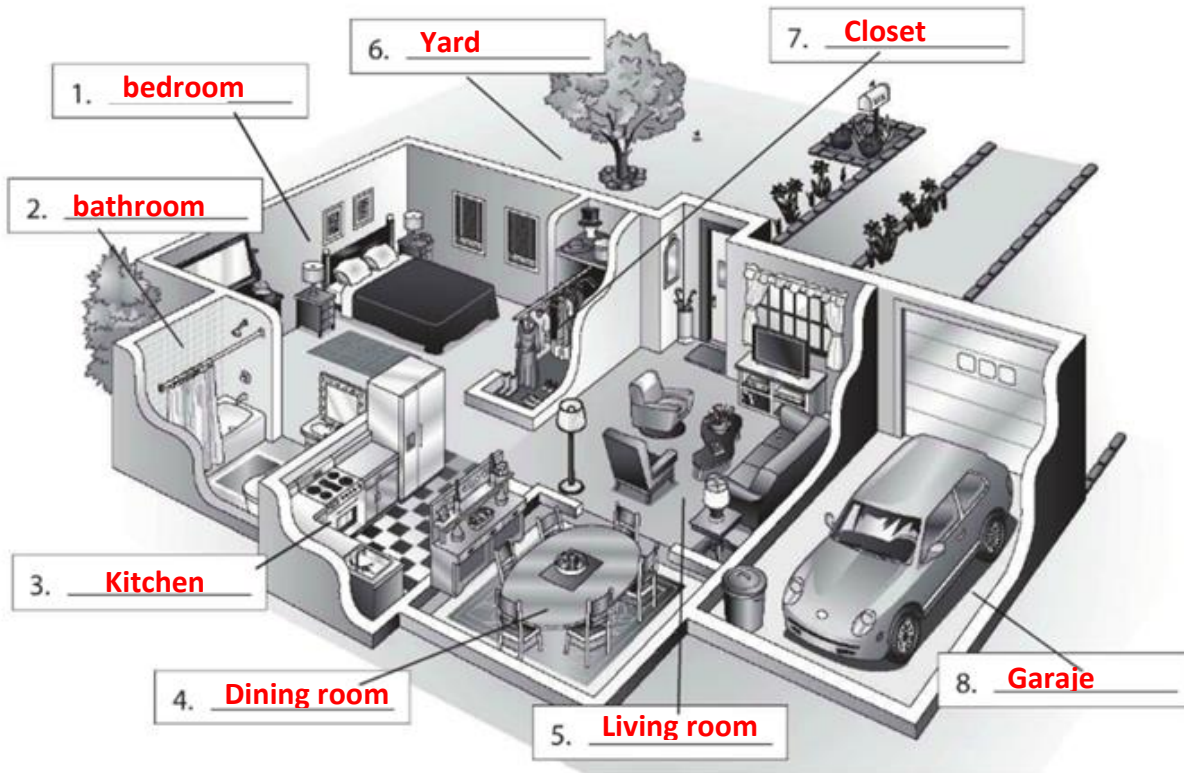 1. bedroom
2. bathroom
3. Kitchen
4. Dining room
5. Living room
6. Yard
7. Closet
8. Garaje